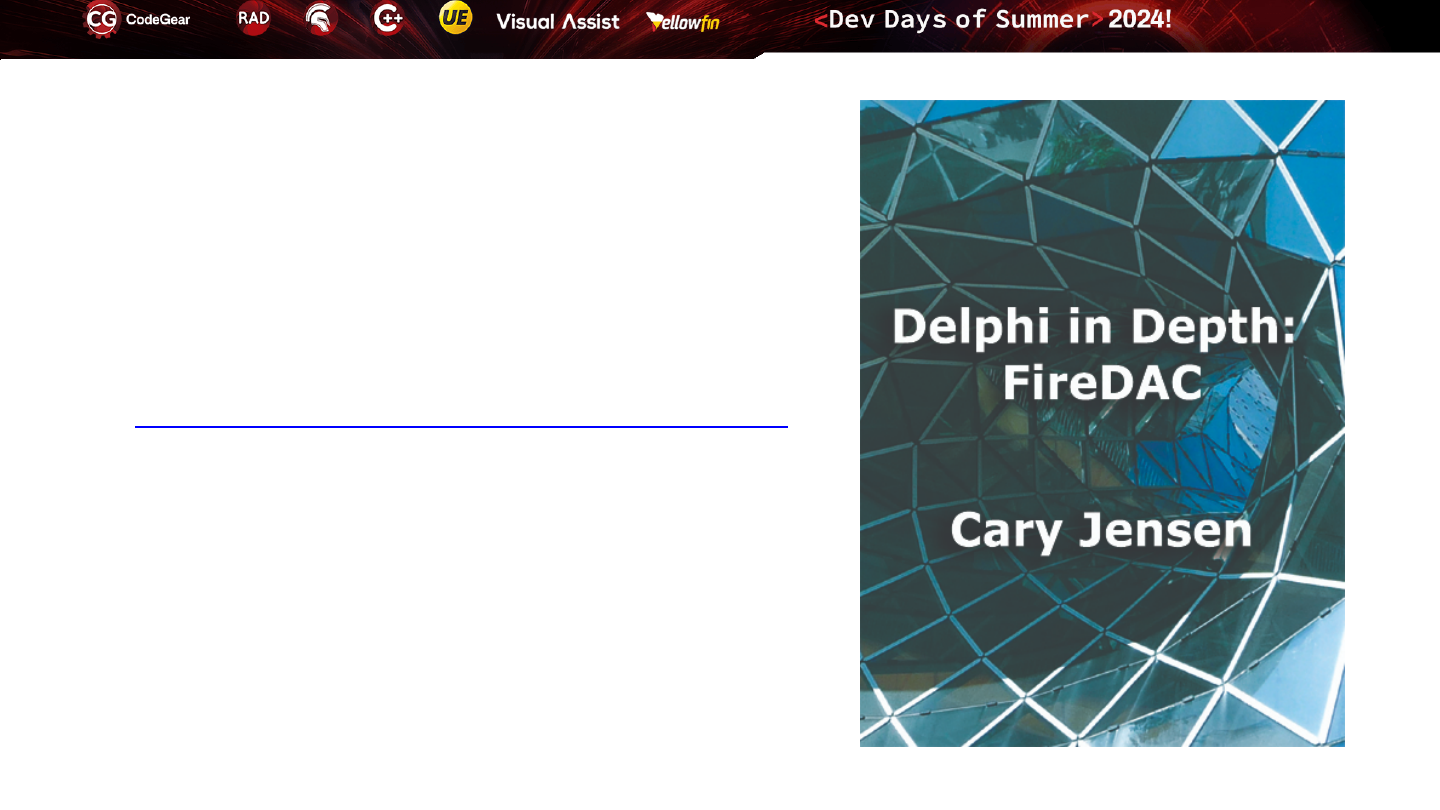 CG CodeGear RAD C++ UE Visual Assist Yellowfin <Dev Days of Summer> 2024!
Delphi in Depth:
FireDAC
Cary Jensen